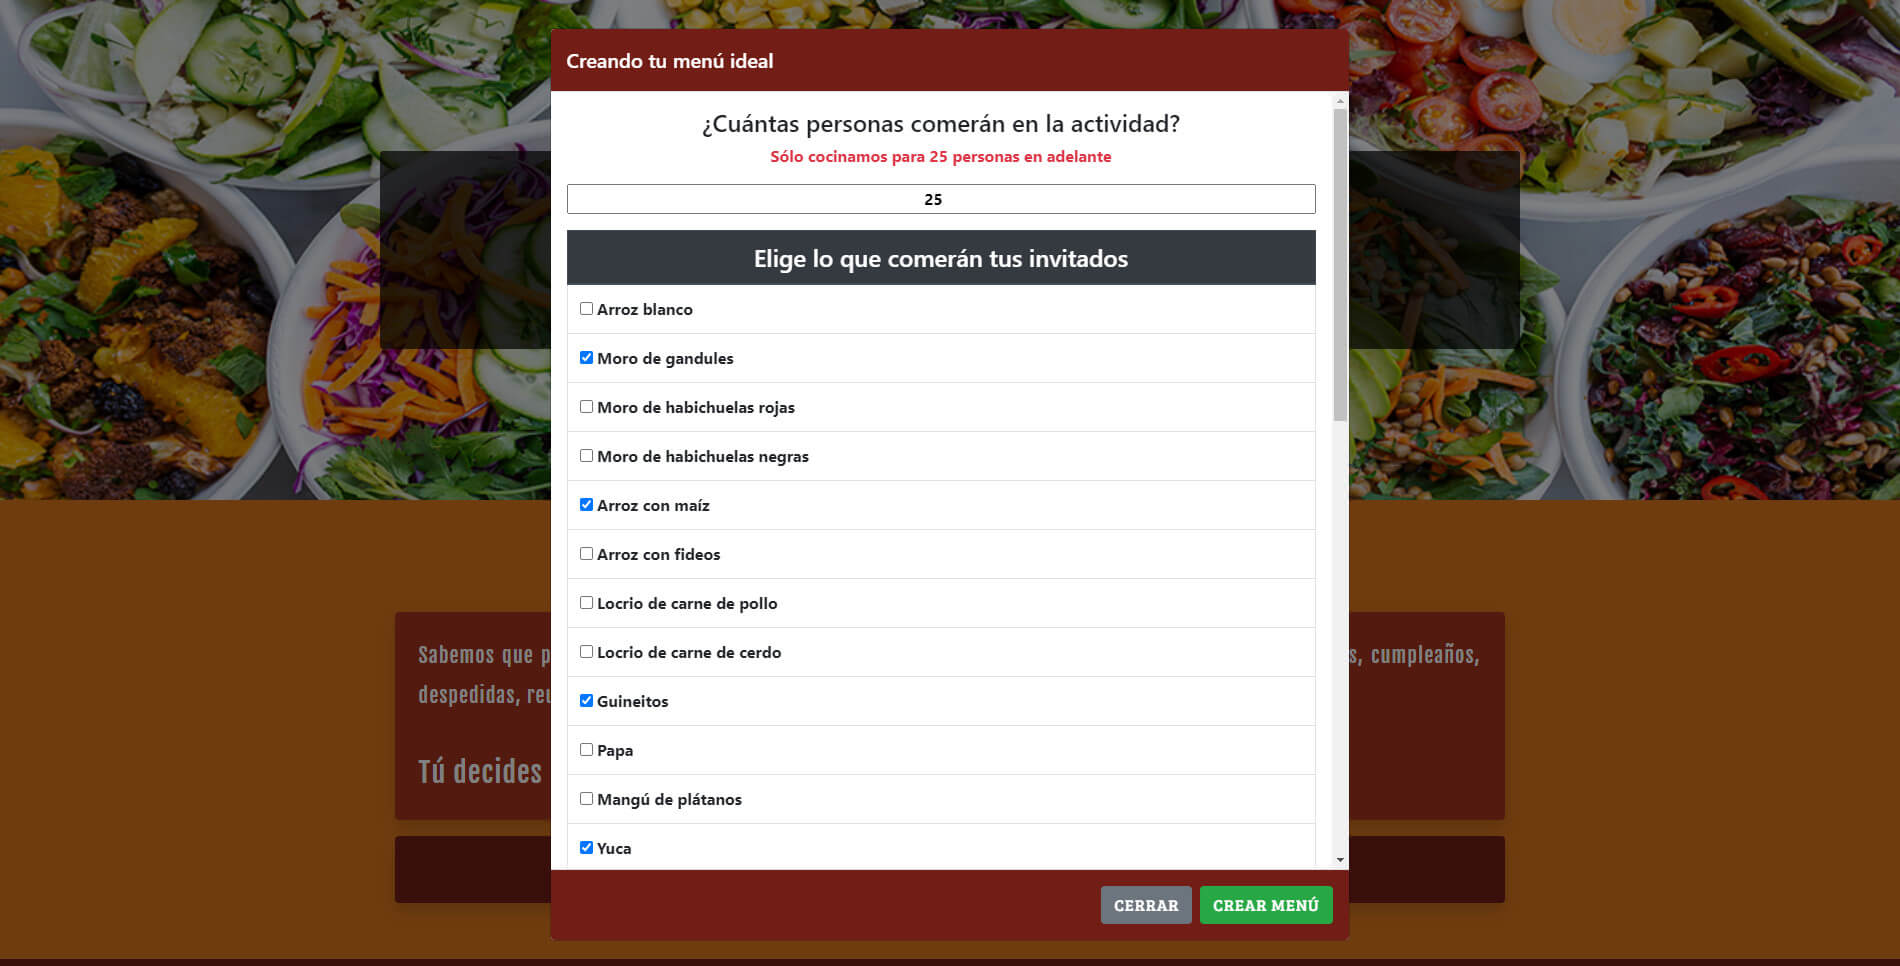 Creando tu menú ideal
¿Cuántas personas comerán en la actividad?
Sólo cocinamos para 25 personas en adelante
25
Elige lo que comerán tus invitados
Arroz blanco
Moro de gandules
Moro de habichuelas rojas
Moro de habichuelas negras
Arroz con maíz
Arroz con fideos
Locrio de carne de pollo
Locrio de carne de cerdo
Guineitos
Papa
Mangú de plátanos
Yuca
CERRAR CREAR MENÚ
Sabemos que cumpleaños,
despedidas,
Tú decides